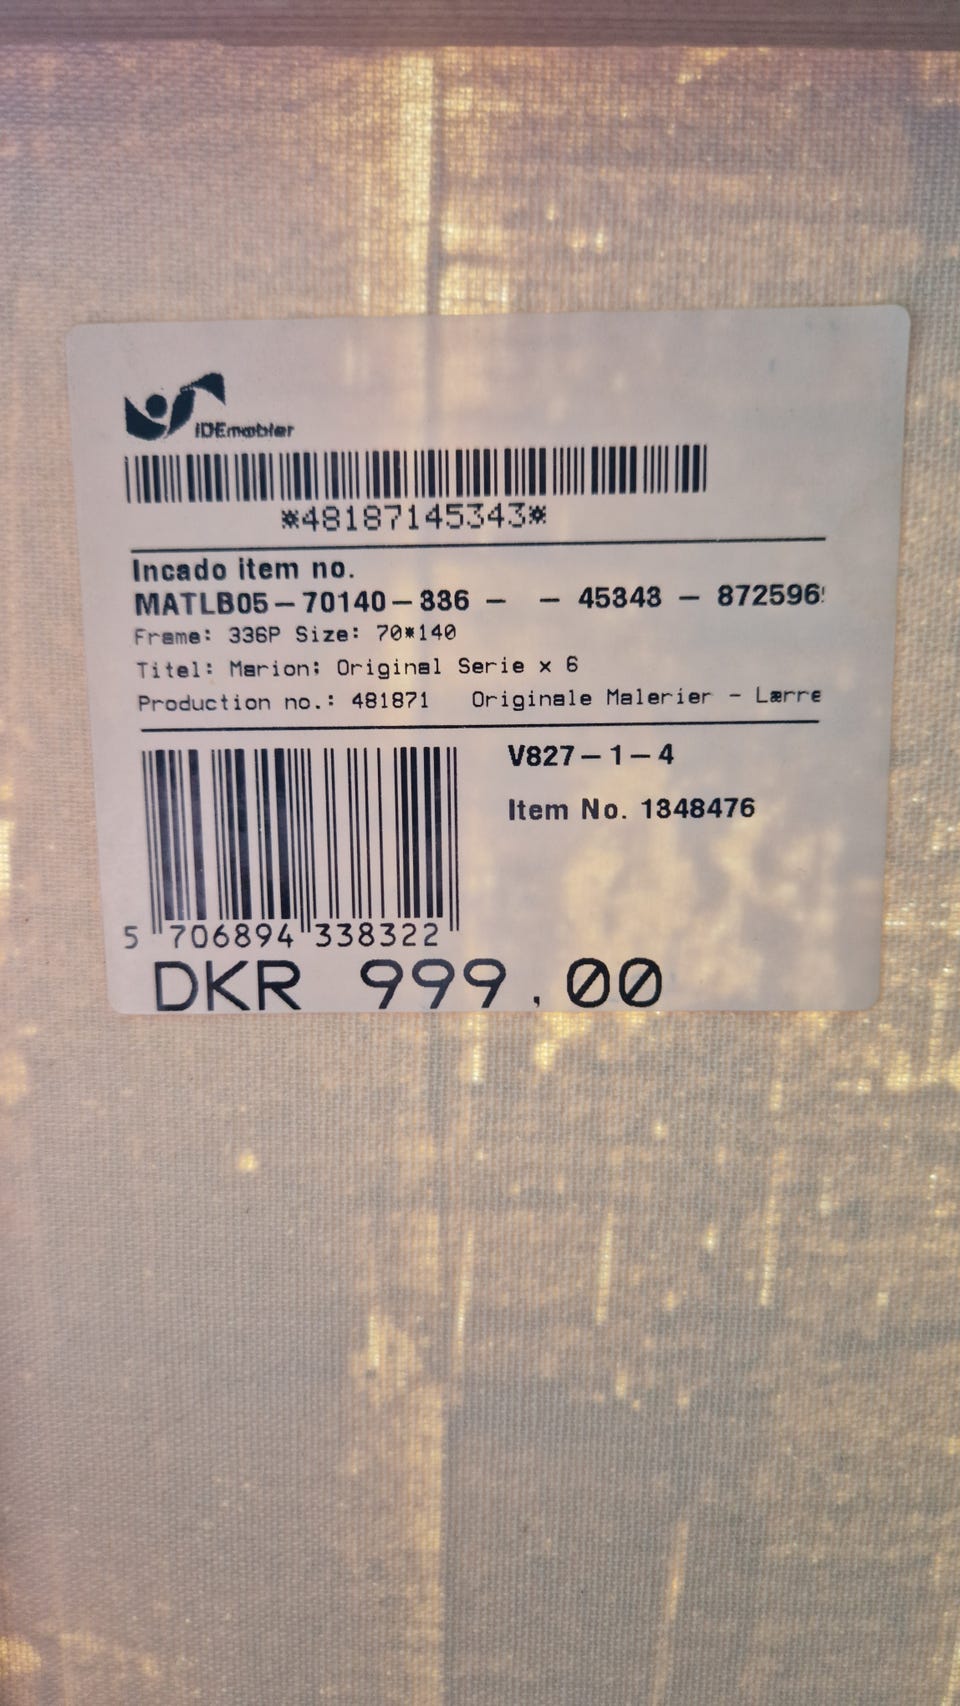 IDEmøbler
*48187145343*
Incado item no.
MATLB05-70140-336 - - 45343 - 872596
Frame: 336P Size: 70*140
Titel: Marion; Original Serie x 6
Production no.: 481871 Originale Malerier - Lærre
V827-1-4
Item No. 1348476
5 706894 338322
DKR 999,00